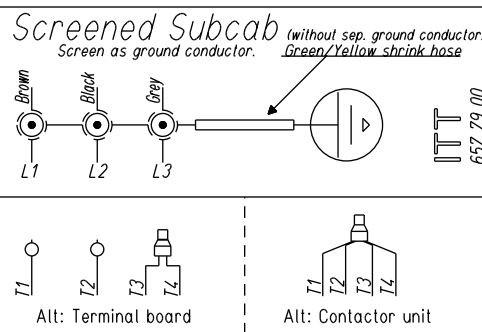 Screened Subcab (without sep. ground conductor)
Screen as ground conductor. Green/Yellow shrink hose
Brown Black Grey
L1 L2 L3
ITT
657 79 00
T1 T2 T3 T4
T1 T2 T3 T4
Alt: Terminal board Alt: Contactor unit